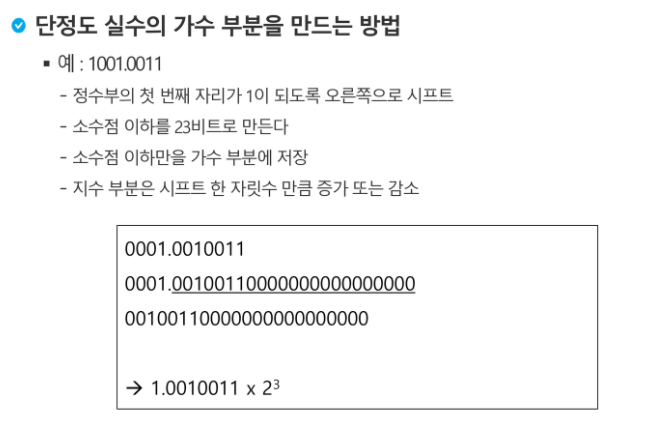 단정도 실수의 가수 부분을 만드는 방법
▪ 예 : 1001.0011
- 정수부의 첫 번째 자리가 1이 되도록 오른쪽으로 시프트
- 소수점 이하를 23비트로 만든다
- 소수점 이하만을 가수 부분에 저장
- 지수 부분은 시프트 한 자릿수 만큼 증가 또는 감소
0001.0010011
0001.00100110000000000000000
00100110000000000000000
→ 1.0010011 x 2³